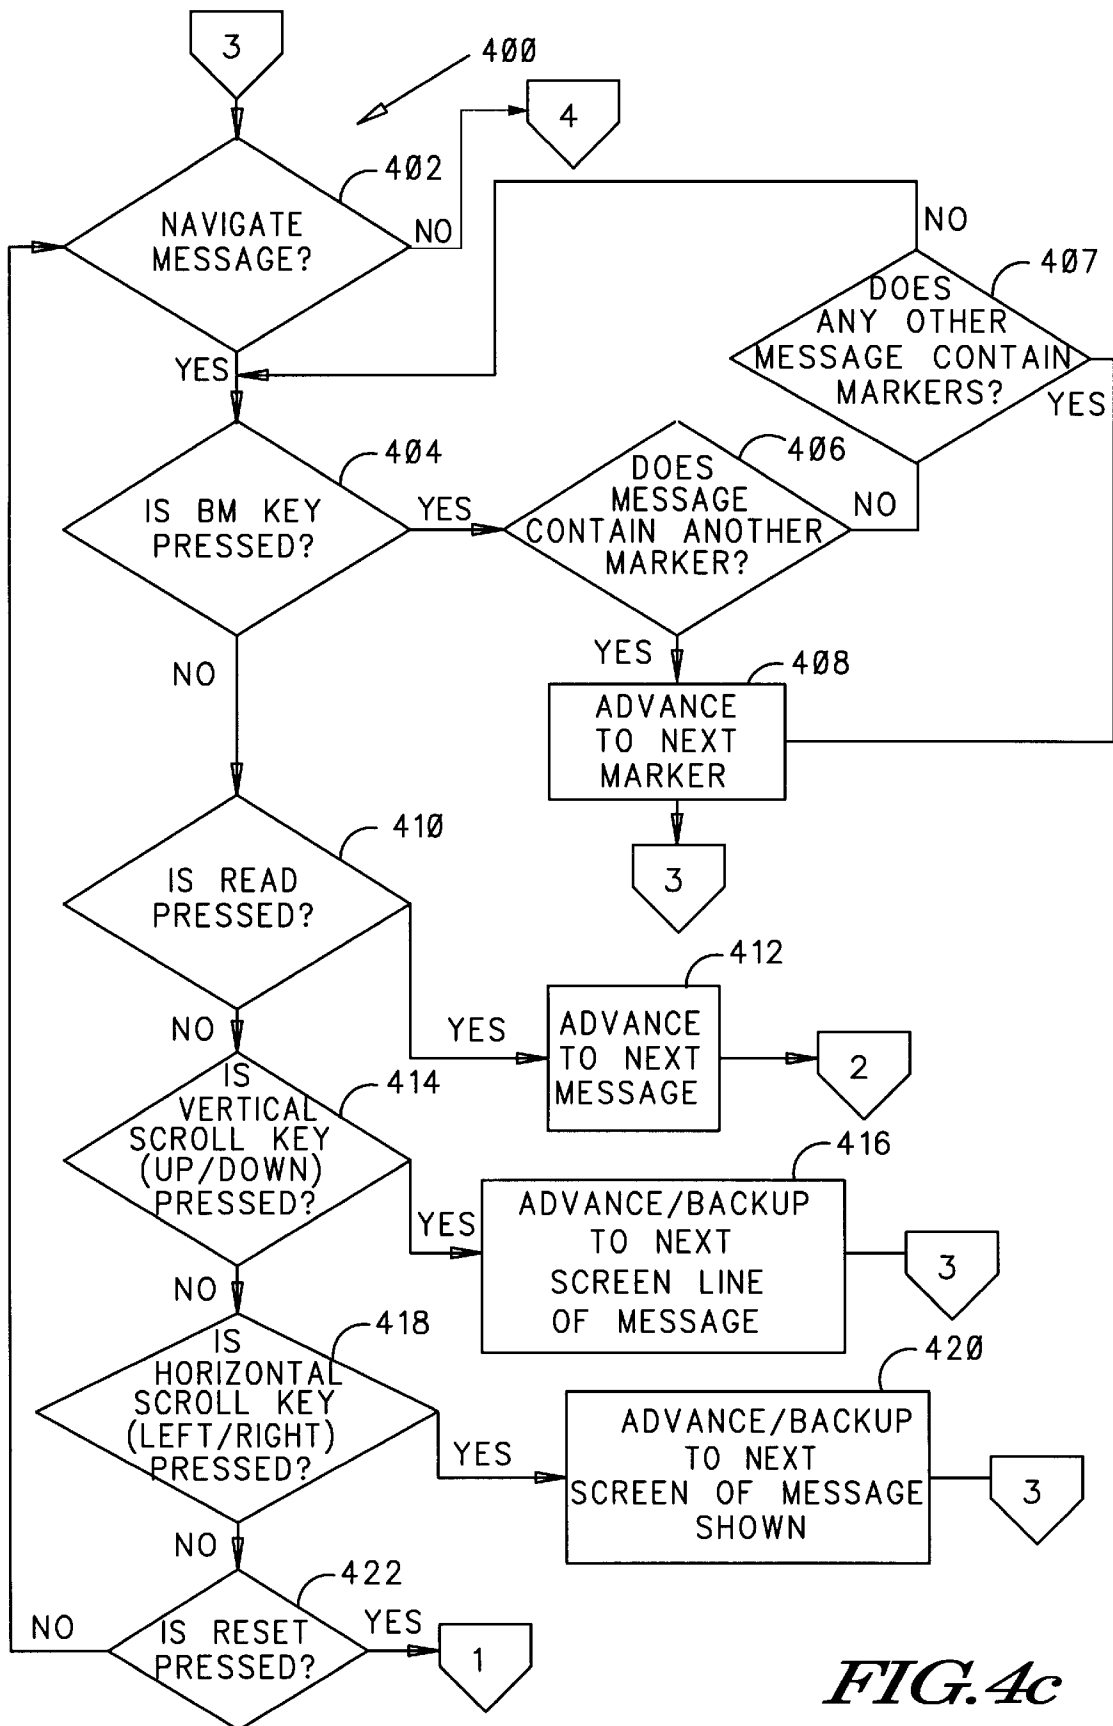 3
400
4
402
NAVIGATE
MESSAGE?
NO
NO
407
DOES
ANY OTHER
MESSAGE CONTAIN
MARKERS?
YES
YES
404
IS BM KEY
PRESSED?
YES
406
DOES
MESSAGE
CONTAIN ANOTHER
MARKER?
NO
NO
YES
408
ADVANCE
TO NEXT
MARKER
3
410
IS READ
PRESSED?
NO
YES
412
ADVANCE
TO NEXT
MESSAGE
2
IS
VERTICAL
SCROLL KEY
(UP/DOWN)
PRESSED?
414
YES
416
ADVANCE/BACKUP
TO NEXT
SCREEN LINE
OF MESSAGE
3
NO
IS
HORIZONTAL
SCROLL KEY
(LEFT/RIGHT)
PRESSED?
418
YES
420
ADVANCE/BACKUP
TO NEXT
SCREEN OF MESSAGE
SHOWN
3
NO
422
NO
IS RESET
PRESSED?
YES
1
FIG.4c